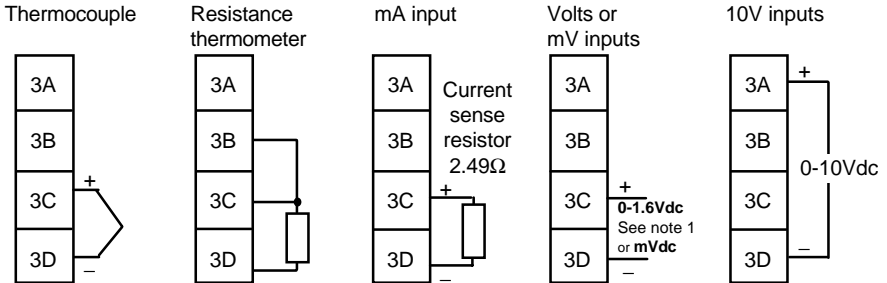 Thermocouple
3A
3B
+
3C
3D
–
Resistance
thermometer
3A
3B
3C
3D
mA input
3A
3B
Current
sense
resistor
2.49Ω
+
3C
3D
–
Volts or
mV inputs
3A
3B
+
3C
0-1.6Vdc
See note 1
or mVdc
3D
–
10V inputs
3A
+
3B
0-10Vdc
3C
3D
–